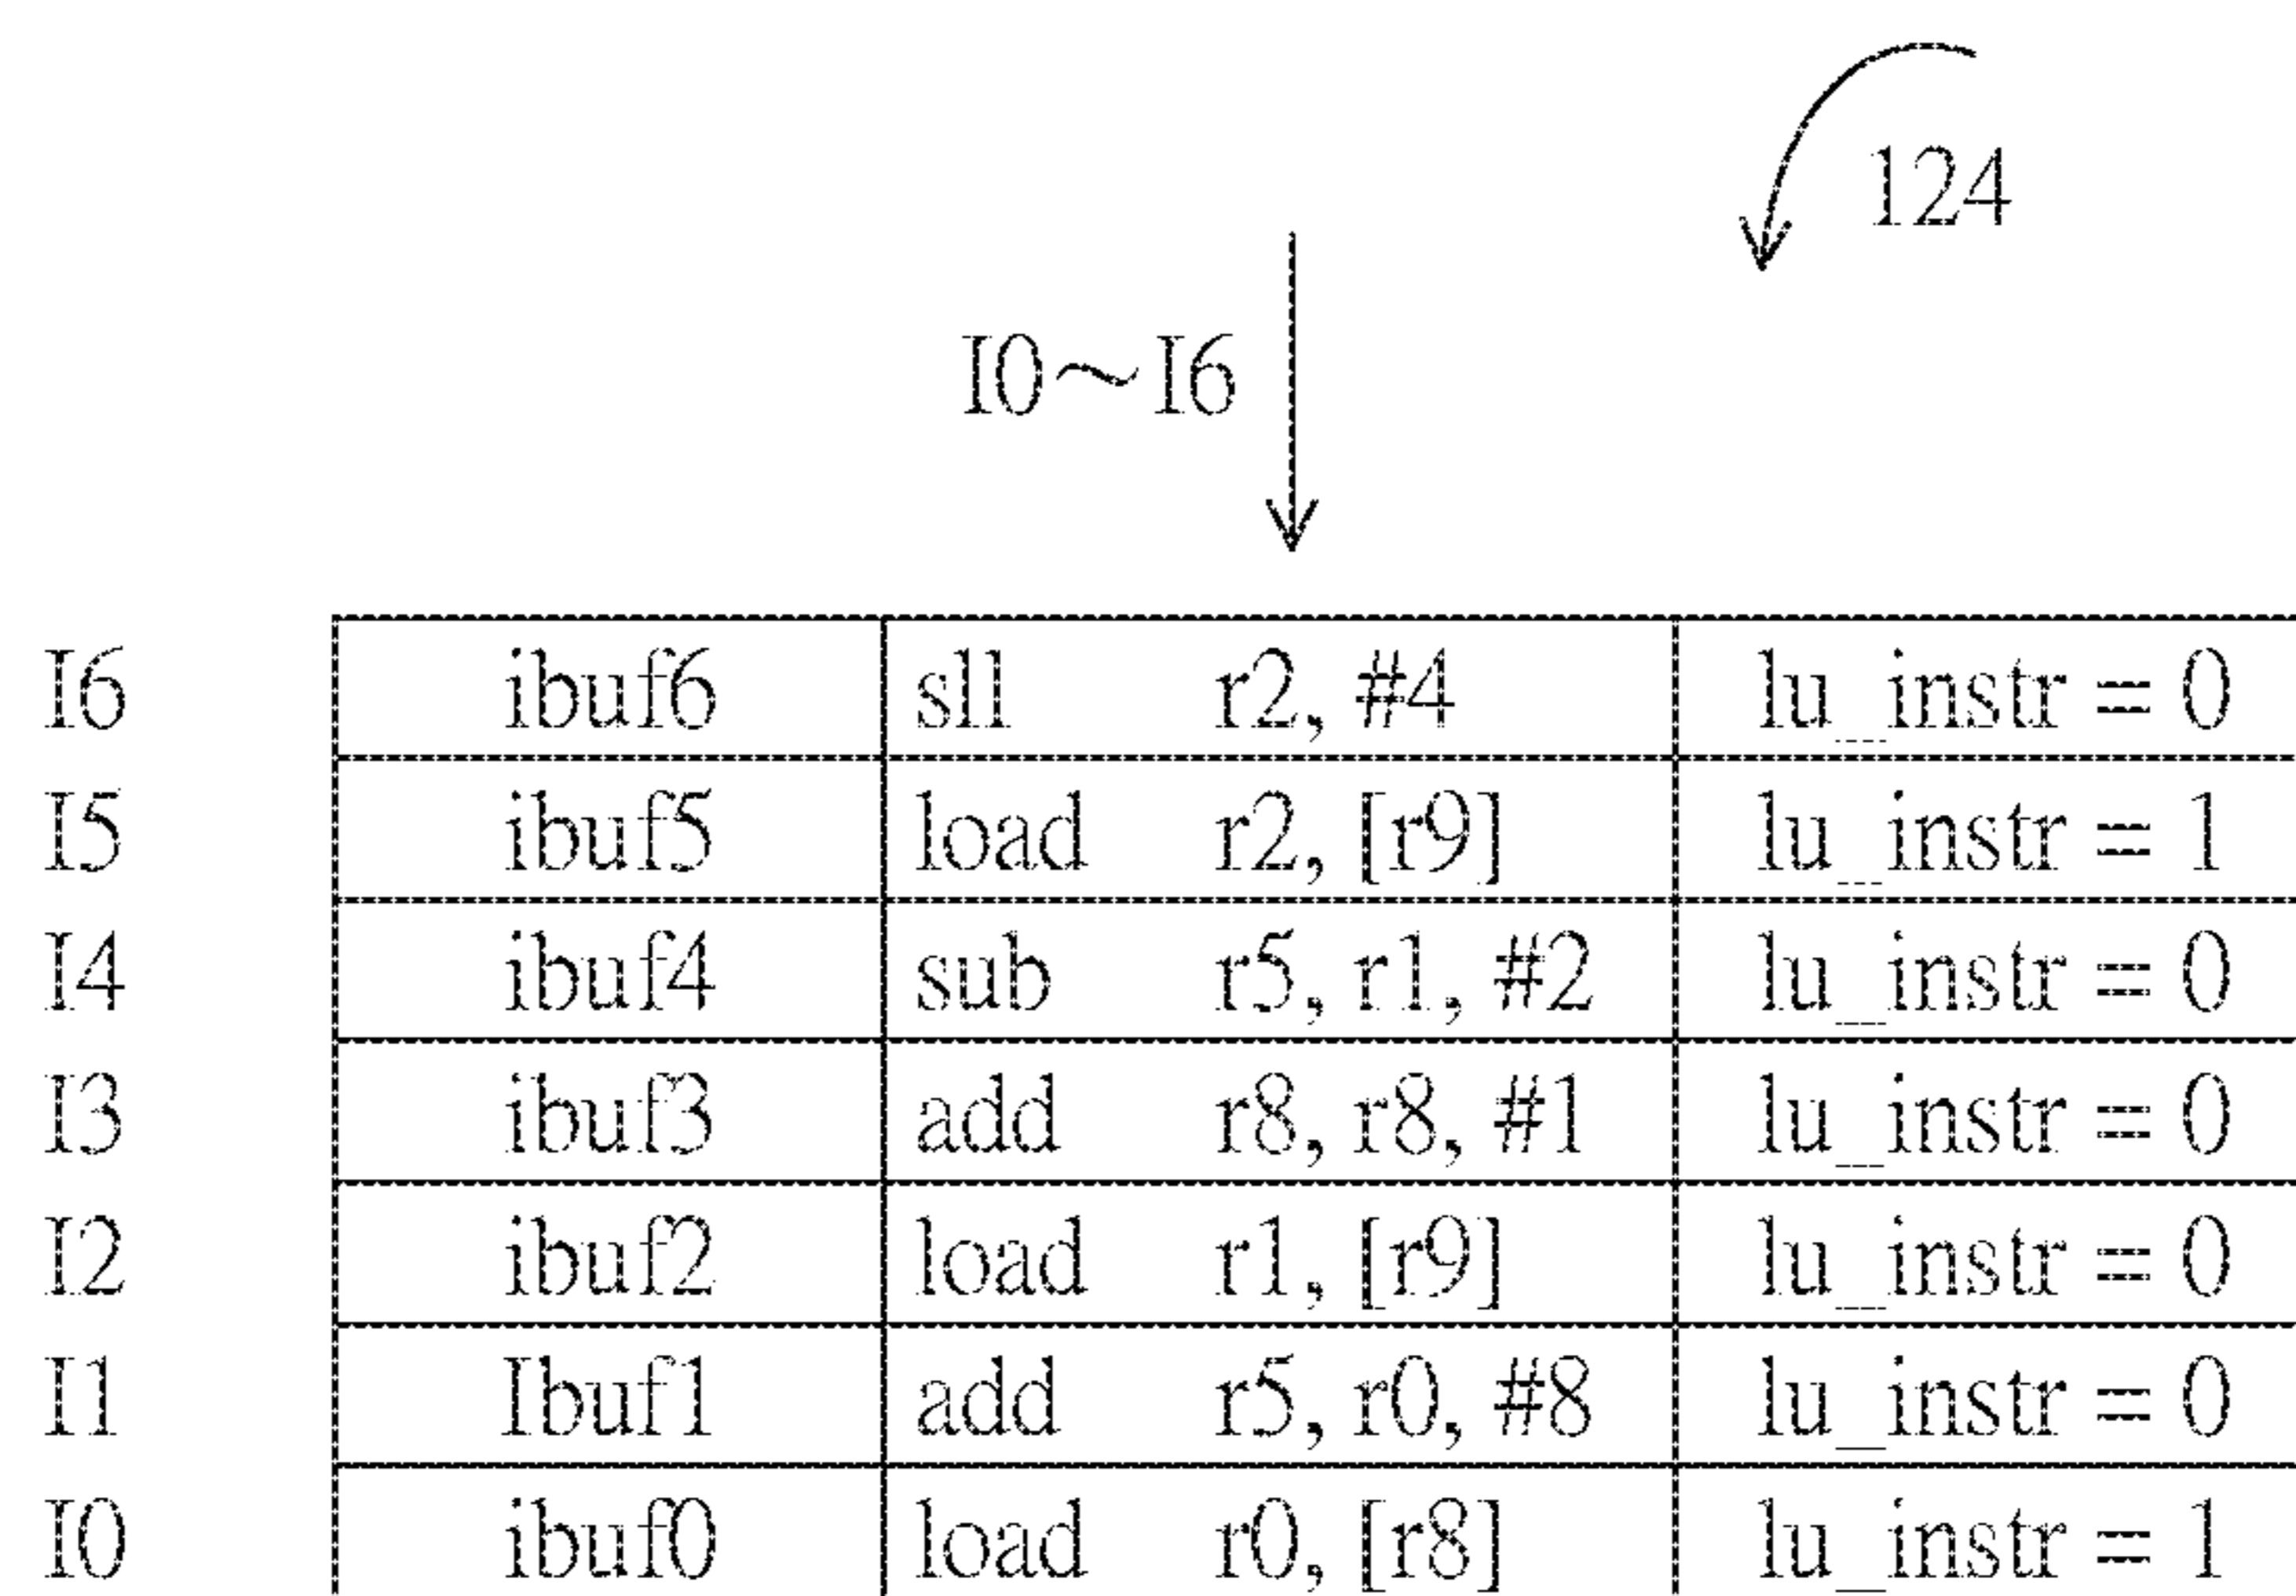 124
I0～I6
I6 ibuf6 sll r2, #4 lu_instr = 0
I5 ibuf5 load r2, [r9] lu_instr = 1
I4 ibuf4 sub r5, r1, #2 lu_instr = 0
I3 ibuf3 add r8, r8, #1 lu_instr = 0
I2 ibuf2 load r1, [r9] lu_instr = 0
I1 Ibuf1 add r5, r0, #8 lu_instr = 0
I0 ibuf0 load r0, [r8] lu_instr = 1